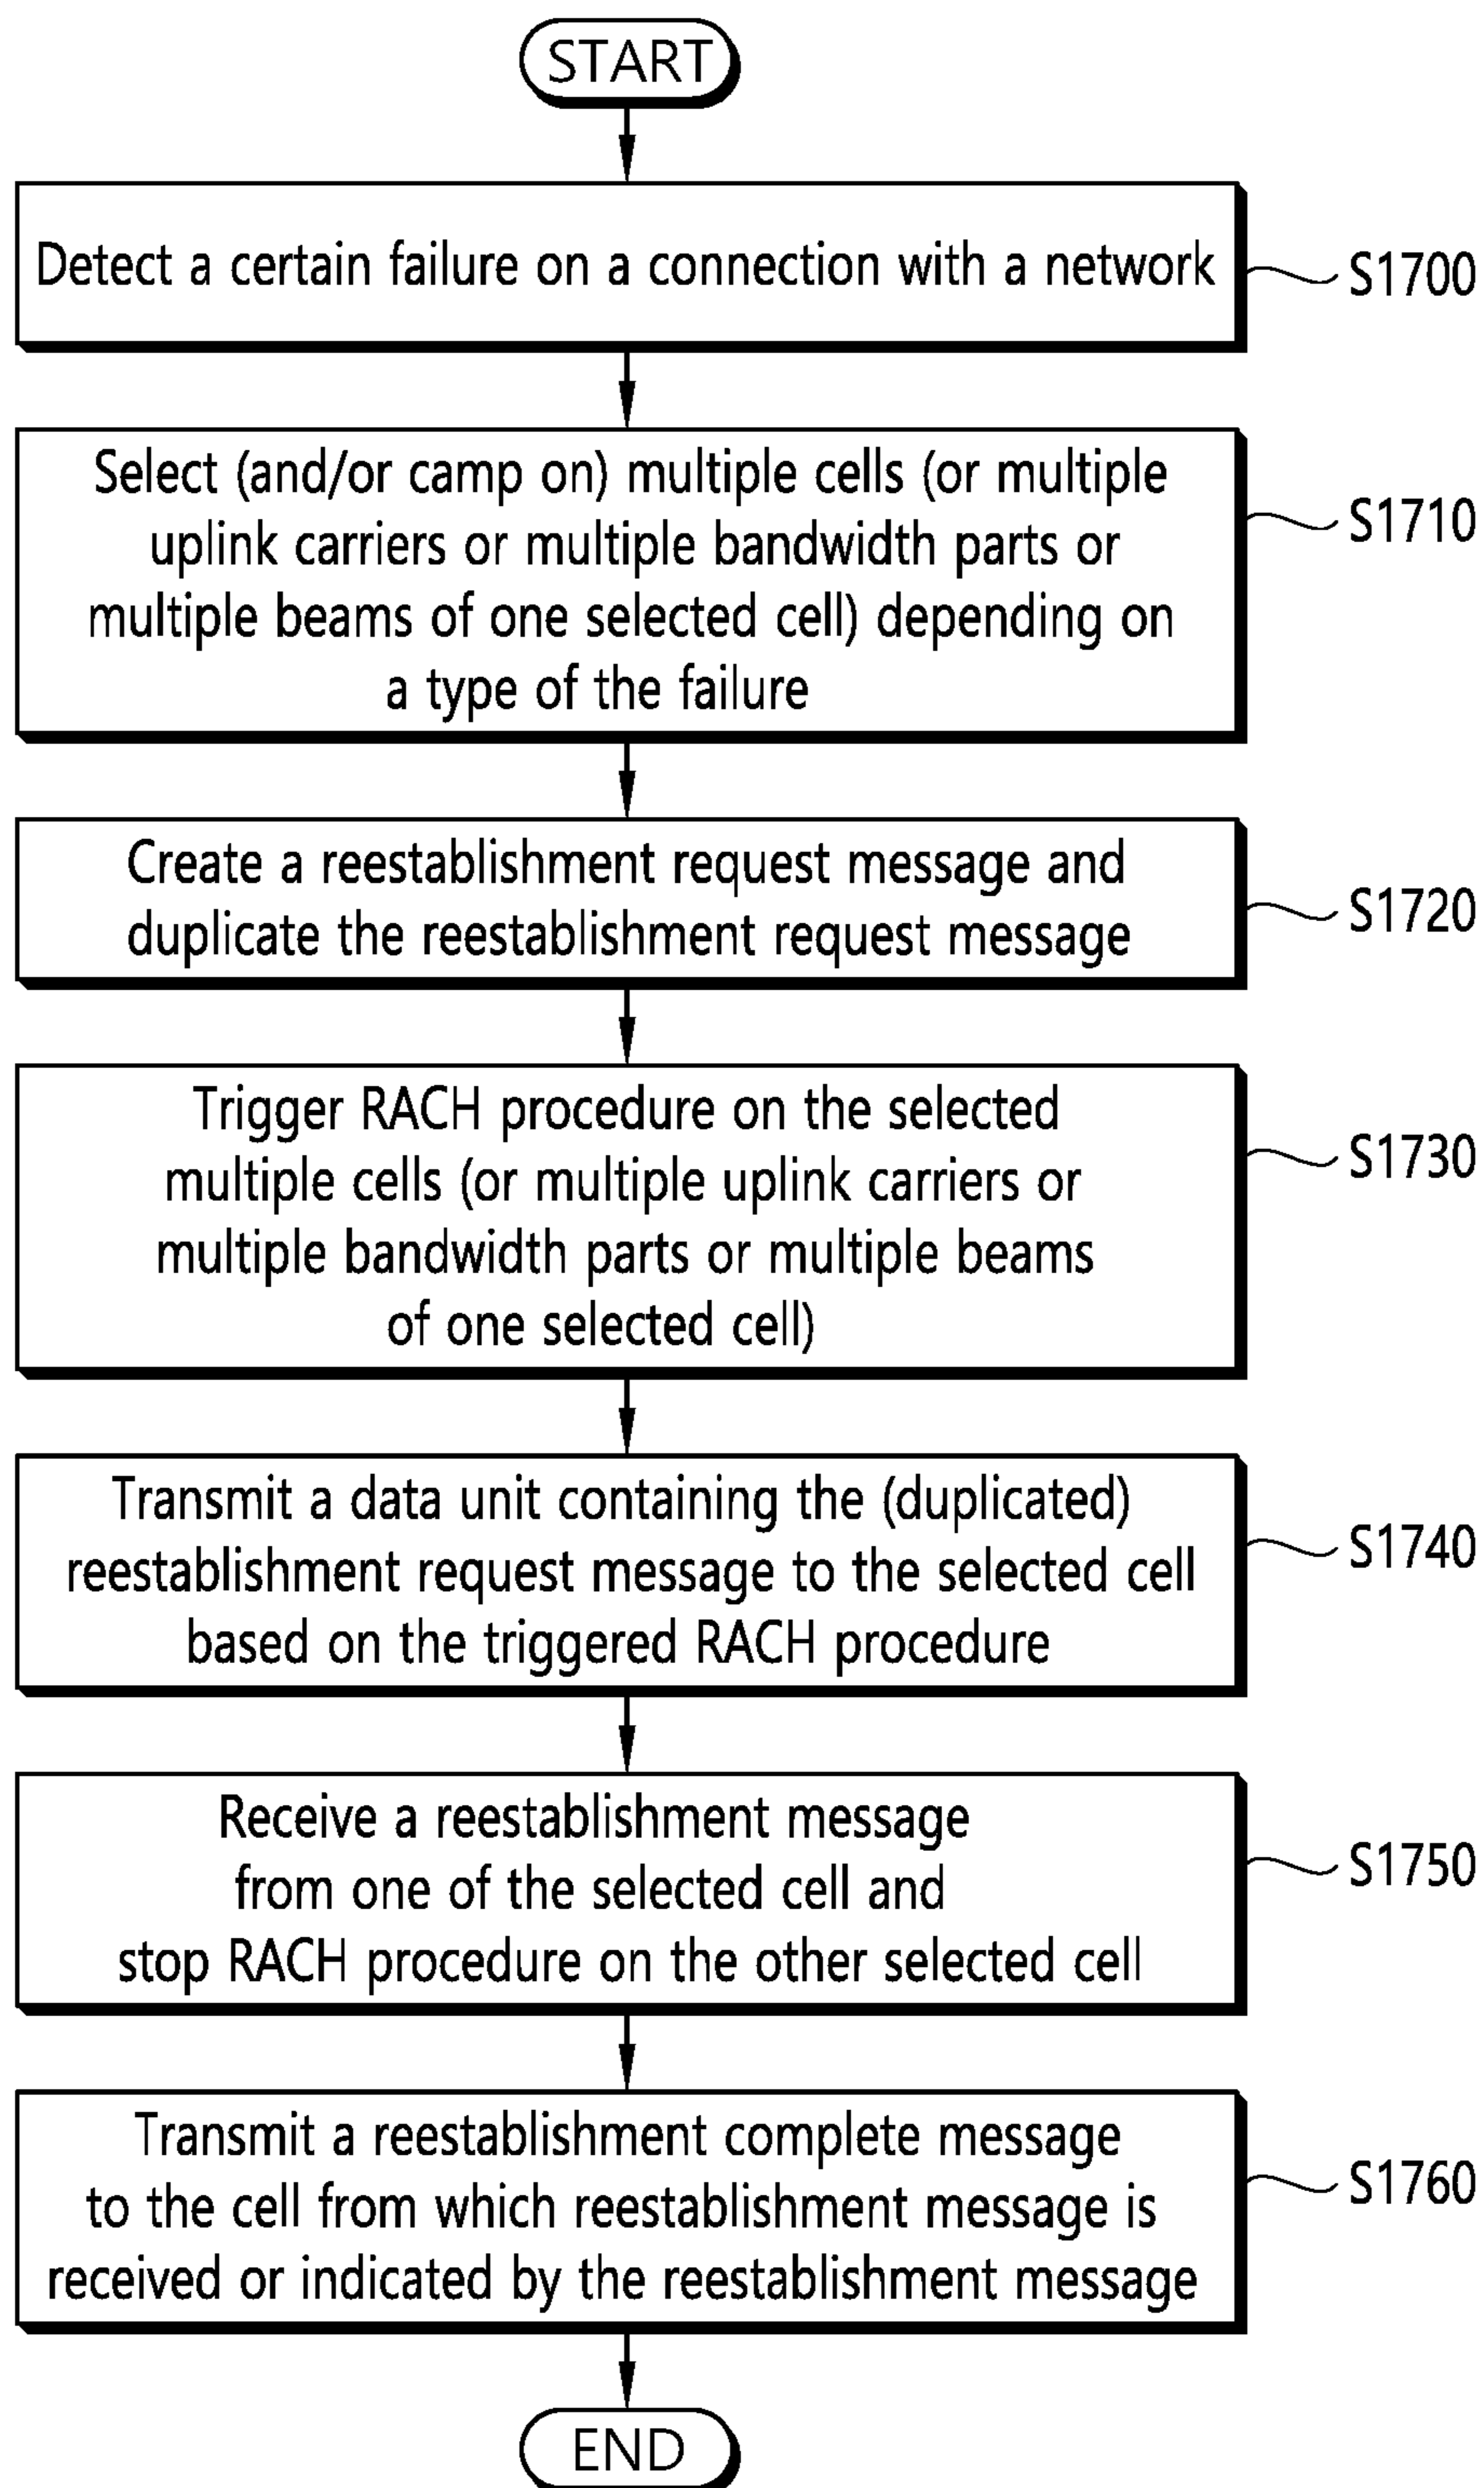 START
Detect a certain failure on a connection with a network
S1700
Select (and/or camp on) multiple cells (or multiple
uplink carriers or multiple bandwidth parts or
multiple beams of one selected cell) depending on
a type of the failure
S1710
Create a reestablishment request message and
duplicate the reestablishment request message
S1720
Trigger RACH procedure on the selected
multiple cells (or multiple uplink carriers or
multiple bandwidth parts or multiple beams
of one selected cell)
S1730
Transmit a data unit containing the (duplicated)
reestablishment request message to the selected cell
based on the triggered RACH procedure
S1740
Receive a reestablishment message
from one of the selected cell and
stop RACH procedure on the other selected cell
S1750
Transmit a reestablishment complete message
to the cell from which reestablishment message is
received or indicated by the reestablishment message
S1760
END